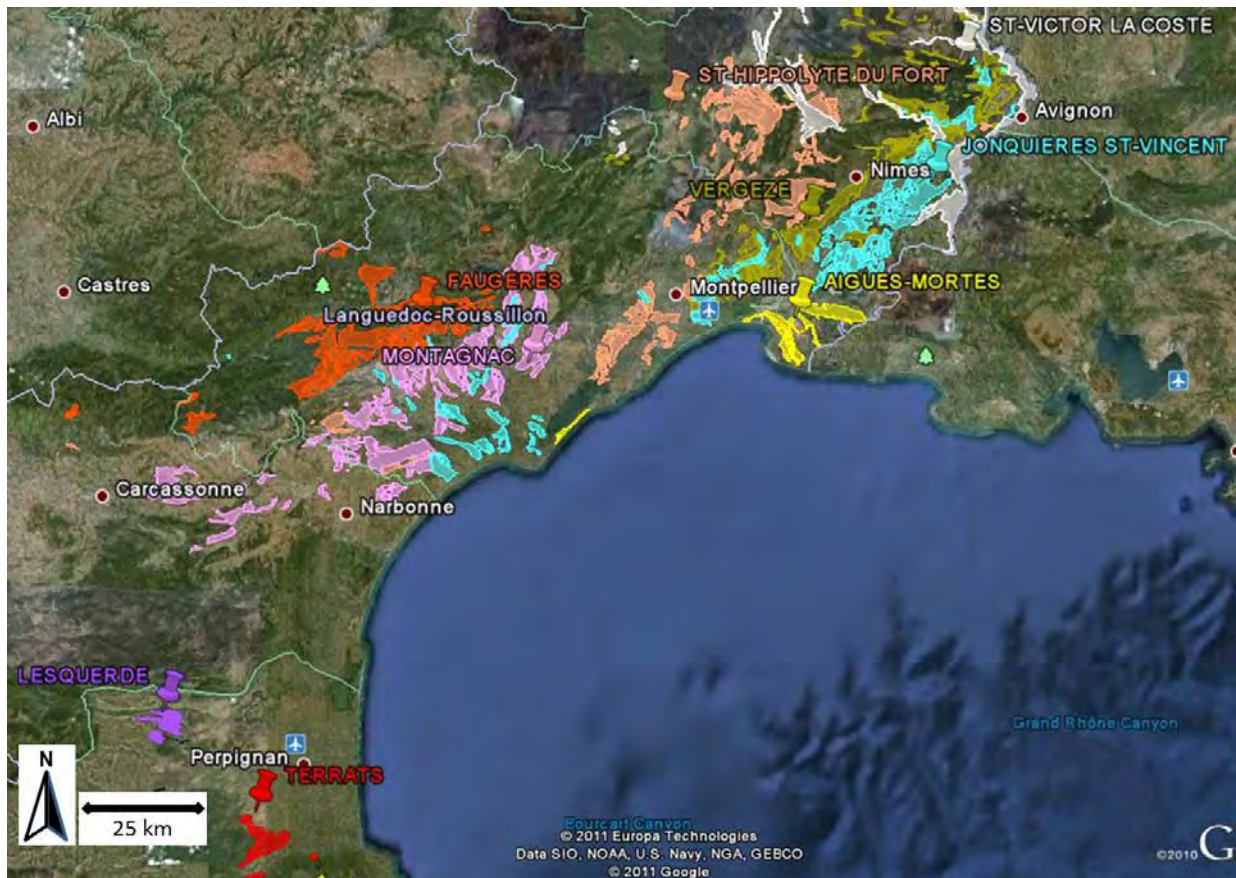 ST-VICTOR LA COSTE
ST-HIPPOLYTE DU FORT
Albi
Avignon
JONQUIERES ST-VINCENT
Nimes
VERGEZE
Castres
FAUGERES
Montpellier
AIGUES-MORTES
Languedoc-Roussillon
MONTAGNAC
Carcassonne
Narbonne
LESQUERDE
Grand Rhône Canyon
Perpignan
TERRATS
N
25 km
Fourcart Canyon
© 2011 Europa Technologies
Data SIO, NOAA, U.S. Navy, NGA, GEBCO
© 2011 Google
©2010 G